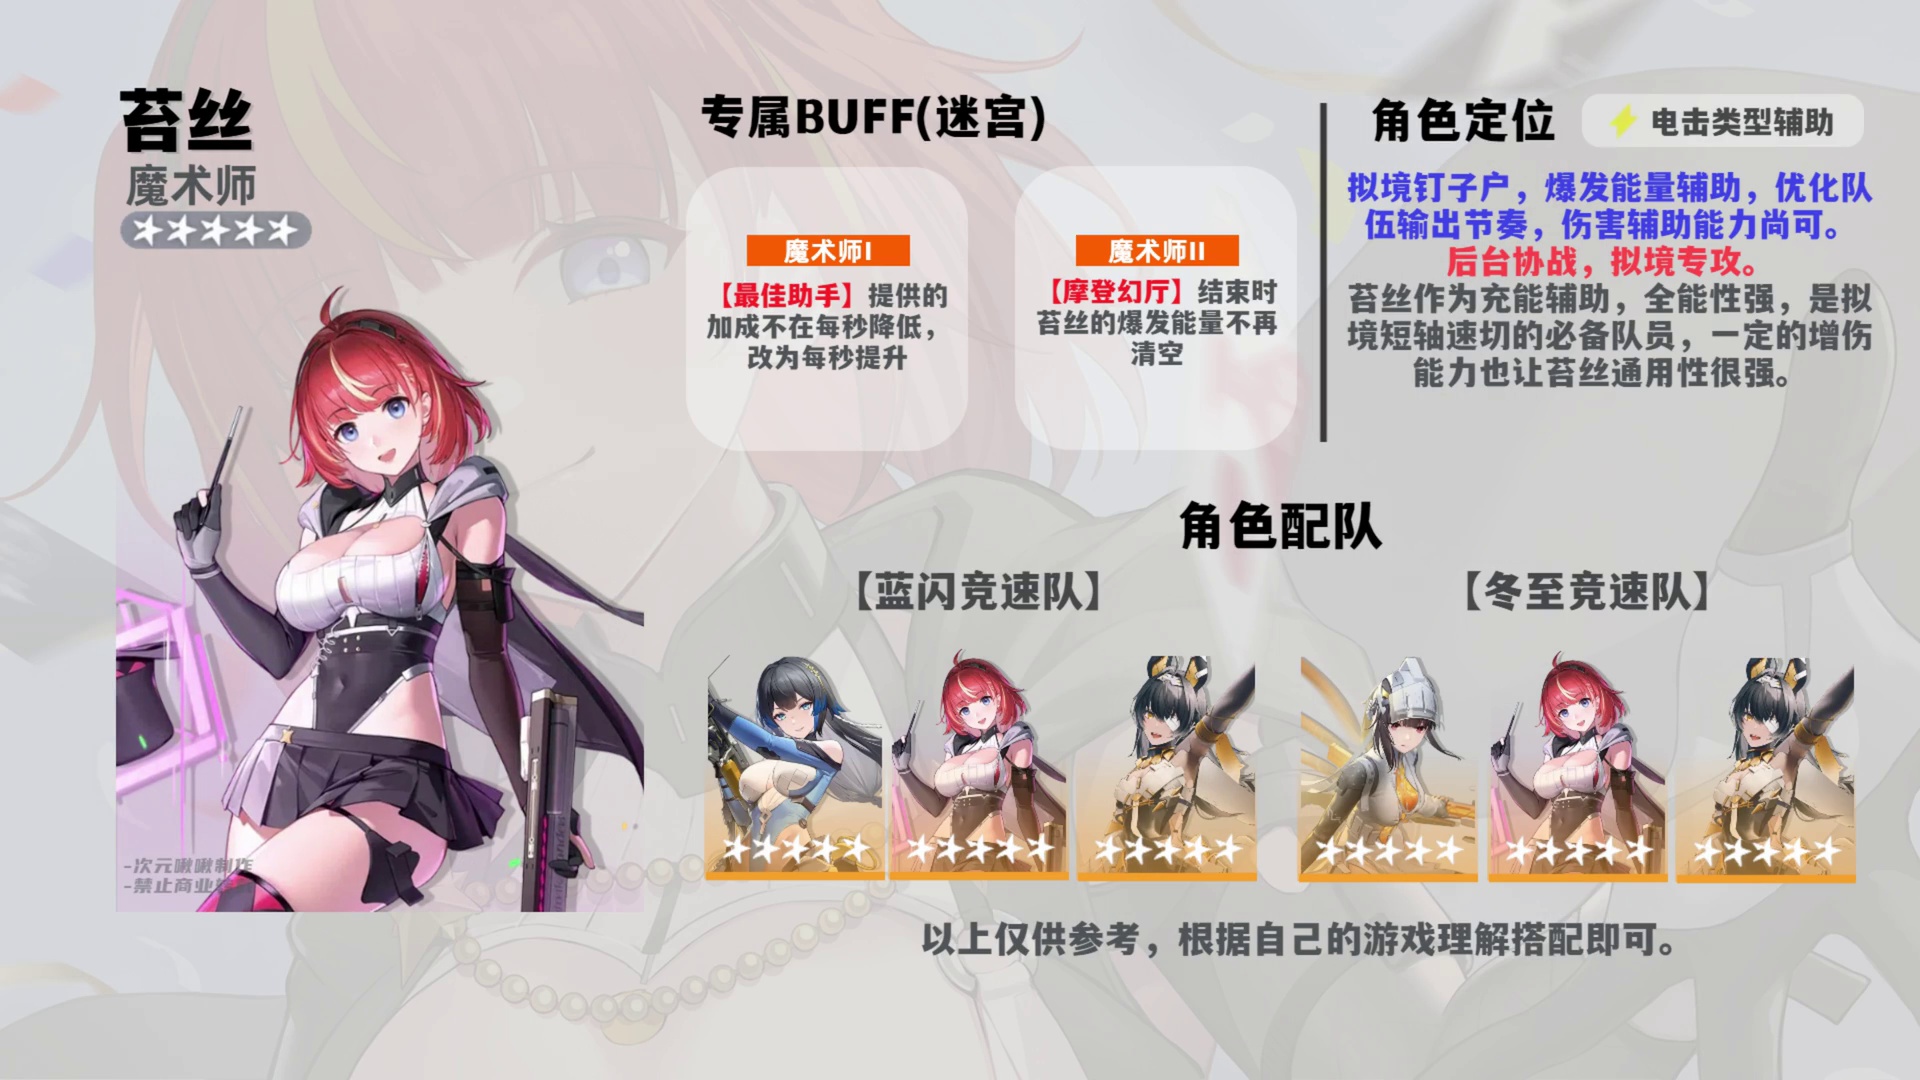 苔丝
魔术师
专属BUFF(迷宫)
魔术师I
【最佳助手】提供的
加成不在每秒降低，
改为每秒提升
魔术师II
【摩登幻厅】结束时
苔丝的爆发能量不再
清空
角色定位
电击类型辅助
拟境钉子户，爆发能量辅助，优化队
伍输出节奏，伤害辅助能力尚可。
后台协战，拟境专攻。
苔丝作为充能辅助，全能性强，是拟
境短轴速切的必备队员，一定的增伤
能力也让苔丝通用性很强。
角色配队
【蓝闪竞速队】
【冬至竞速队】
-次元啾啾制作
-禁止商业
以上仅供参考，根据自己的游戏理解搭配即可。